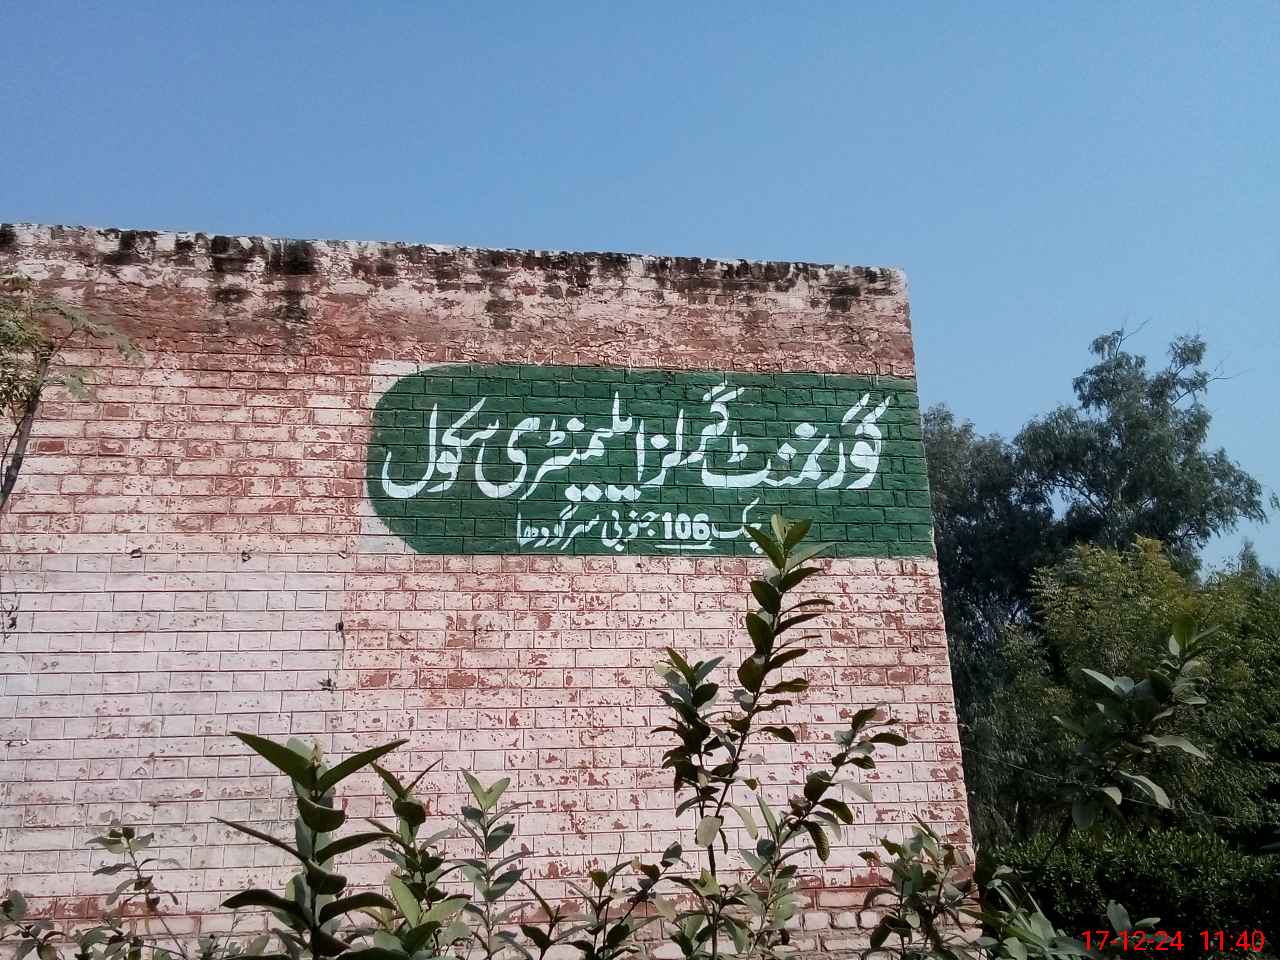 گورنمنٹ گرلز ایلیمنٹری سکول
چک 106 جنوبی سرگودھا
17-12-24 11:40